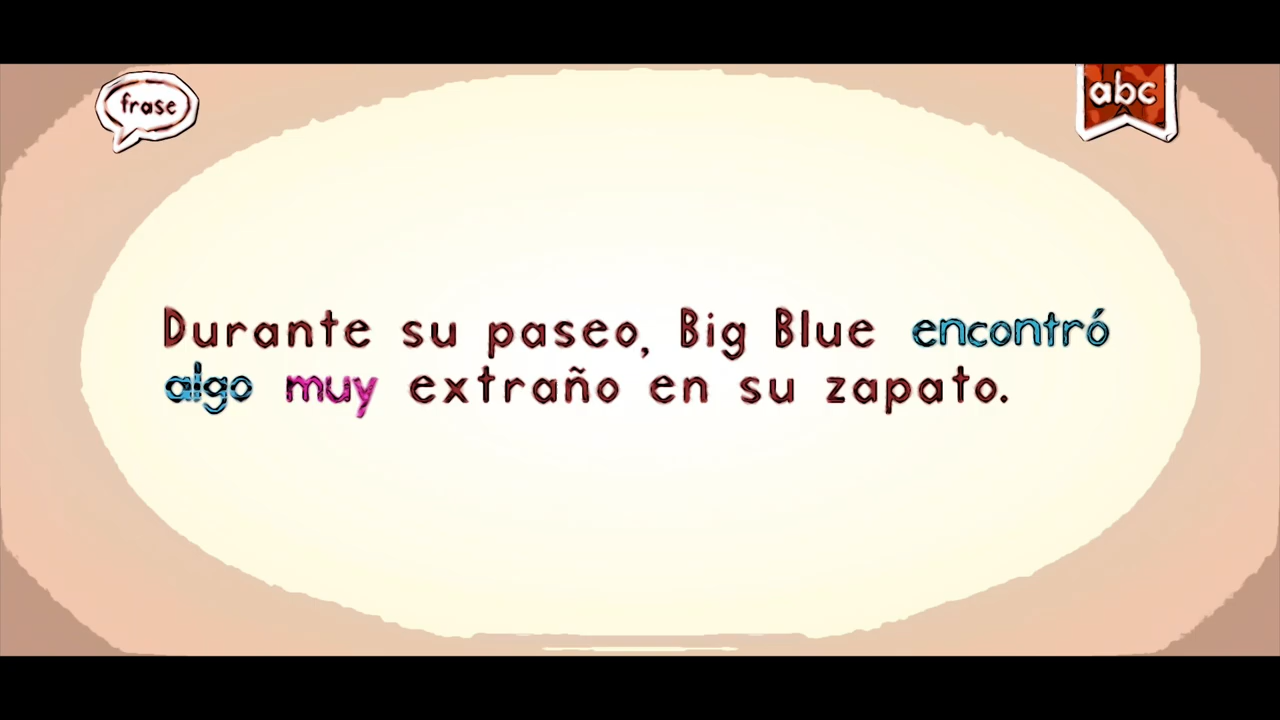 frase
abc
Durante su paseo, Big Blue encontró
algo muy extraño en su zapato.